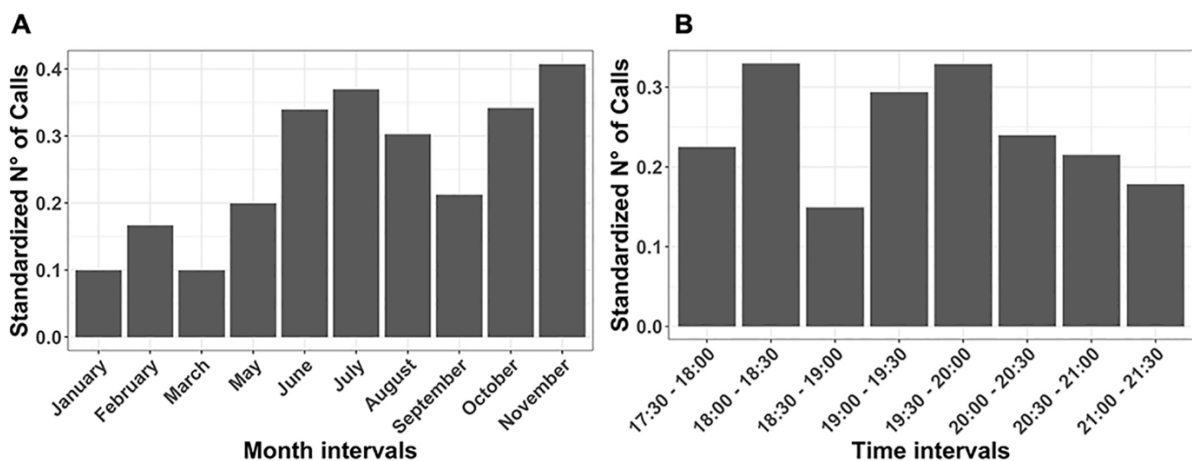 A
Standardized N° of Calls
0.4
0.3
0.2
0.1
0.0
January
February
March
May
June
July
August
September
October
November
Month intervals
B
Standardized N° of Calls
0.3
0.2
0.1
0.0
17:30 - 18:00
18:00 - 18:30
18:30 - 19:00
19:00 - 19:30
19:30 - 20:00
20:00 - 20:30
20:30 - 21:00
21:00 - 21:30
Time intervals